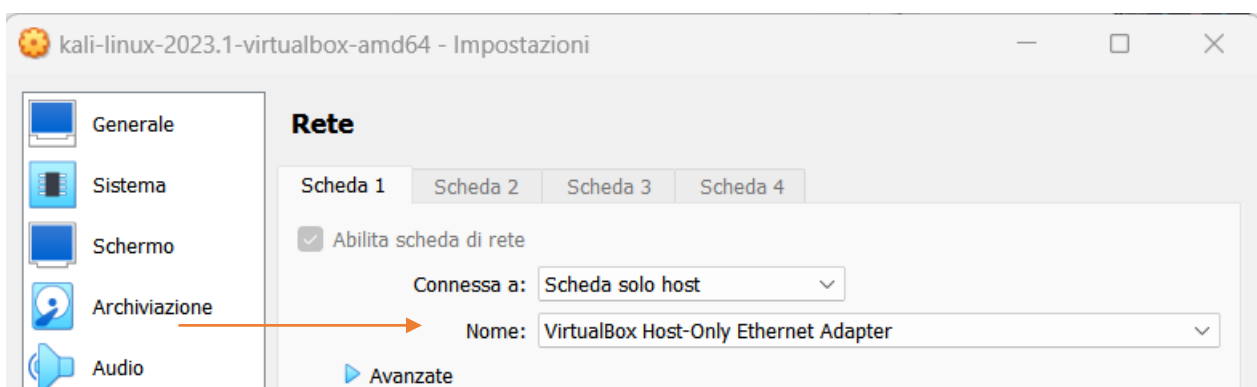 kali-linux-2023.1-virtualbox-amd64 - Impostazioni
Generale
Rete
Sistema
Scheda 1 Scheda 2 Scheda 3 Scheda 4
Abilita scheda di rete
Schermo
Connessa a: Scheda solo host
Archiviazione
Nome: VirtualBox Host-Only Ethernet Adapter
Audio
Avanzate